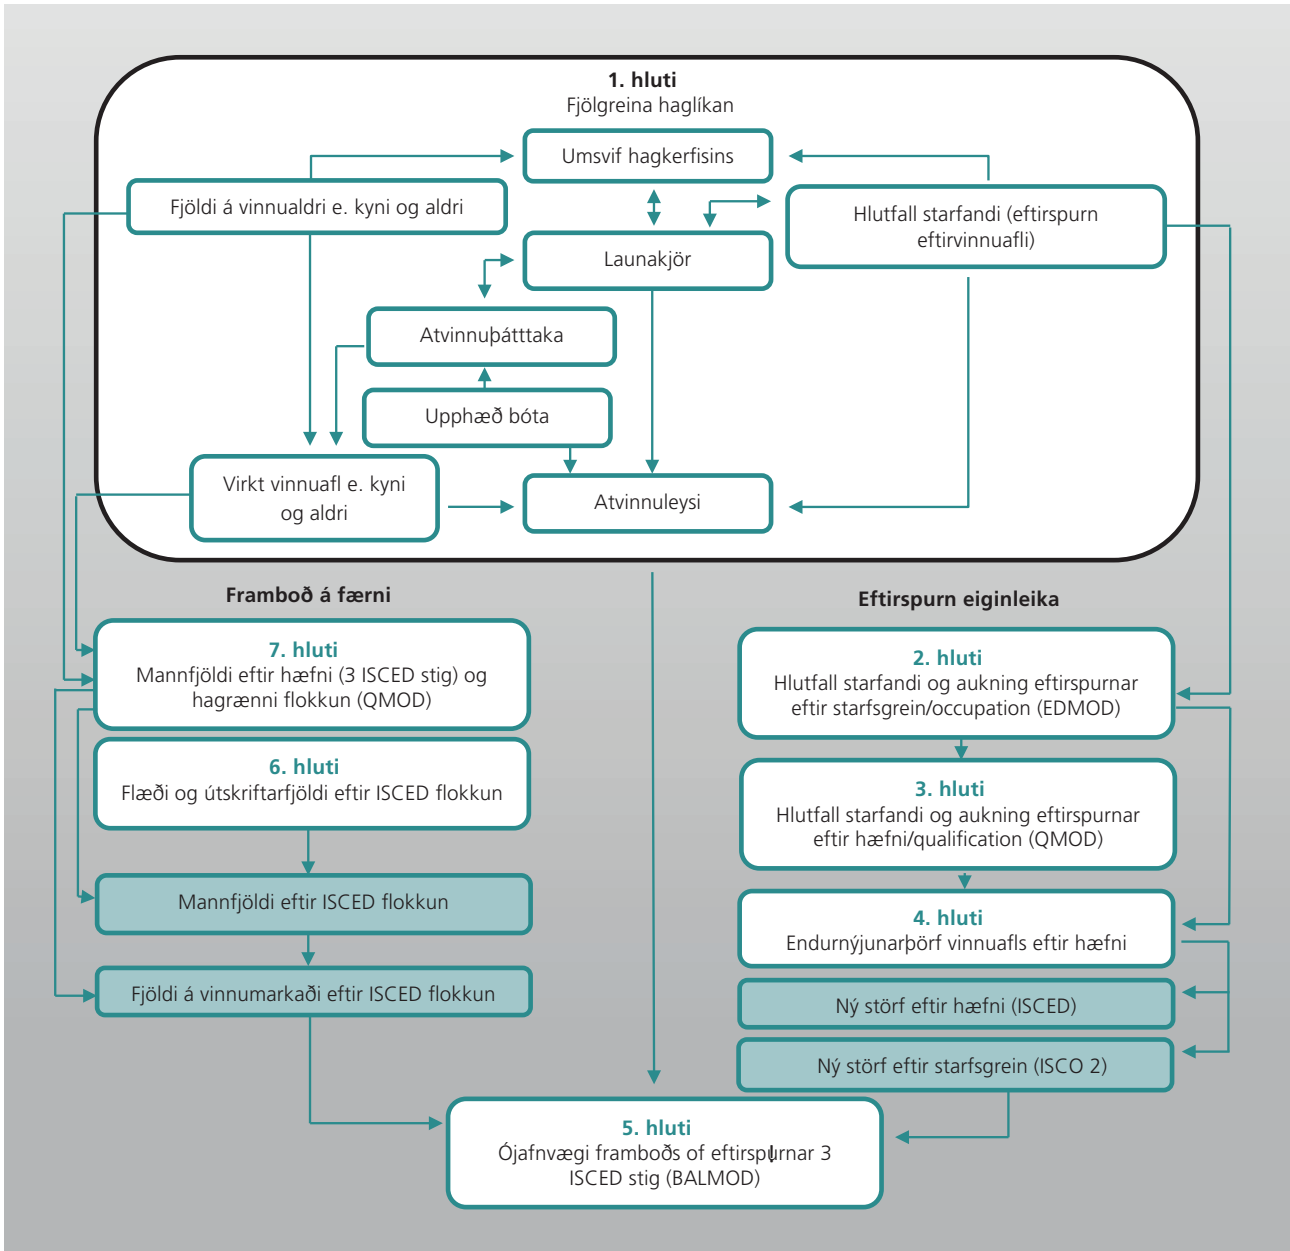 1. hluti
Fjölgreina haglíkan
Umsvif hagkerfisins
Fjöldi á vinnualdri e. kyni og aldri
Hlutfall starfandi (eftirspurn
eftirvinnuafli)
Launakjör
Atvinnuþátttaka
Upphæð bóta
Virkt vinnuafl e. kyni
og aldri
Atvinnuleysi
Framboð á færni
7. hluti
Mannfjöldi eftir hæfni (3 ISCED stig) og
hagrænni flokkun (QMOD)
6. hluti
Flæði og útskriftarfjöldi eftir ISCED flokkun
Mannfjöldi eftir ISCED flokkun
Fjöldi á vinnumarkaði eftir ISCED flokkun
Eftirspurn eiginleika
2. hluti
Hlutfall starfandi og aukning eftirspurnar
eftir starfsgrein/occupation (EDMOD)
3. hluti
Hlutfall starfandi og aukning eftirspurnar
eftir hæfni/qualification (QMOD)
4. hluti
Endurnýjunarþörf vinnuafls eftir hæfni
Ný störf eftir hæfni (ISCED)
Ný störf eftir starfsgrein (ISCO 2)
5. hluti
Ójafnvægi framboðs of eftirspurnar 3
ISCED stig (BALMOD)